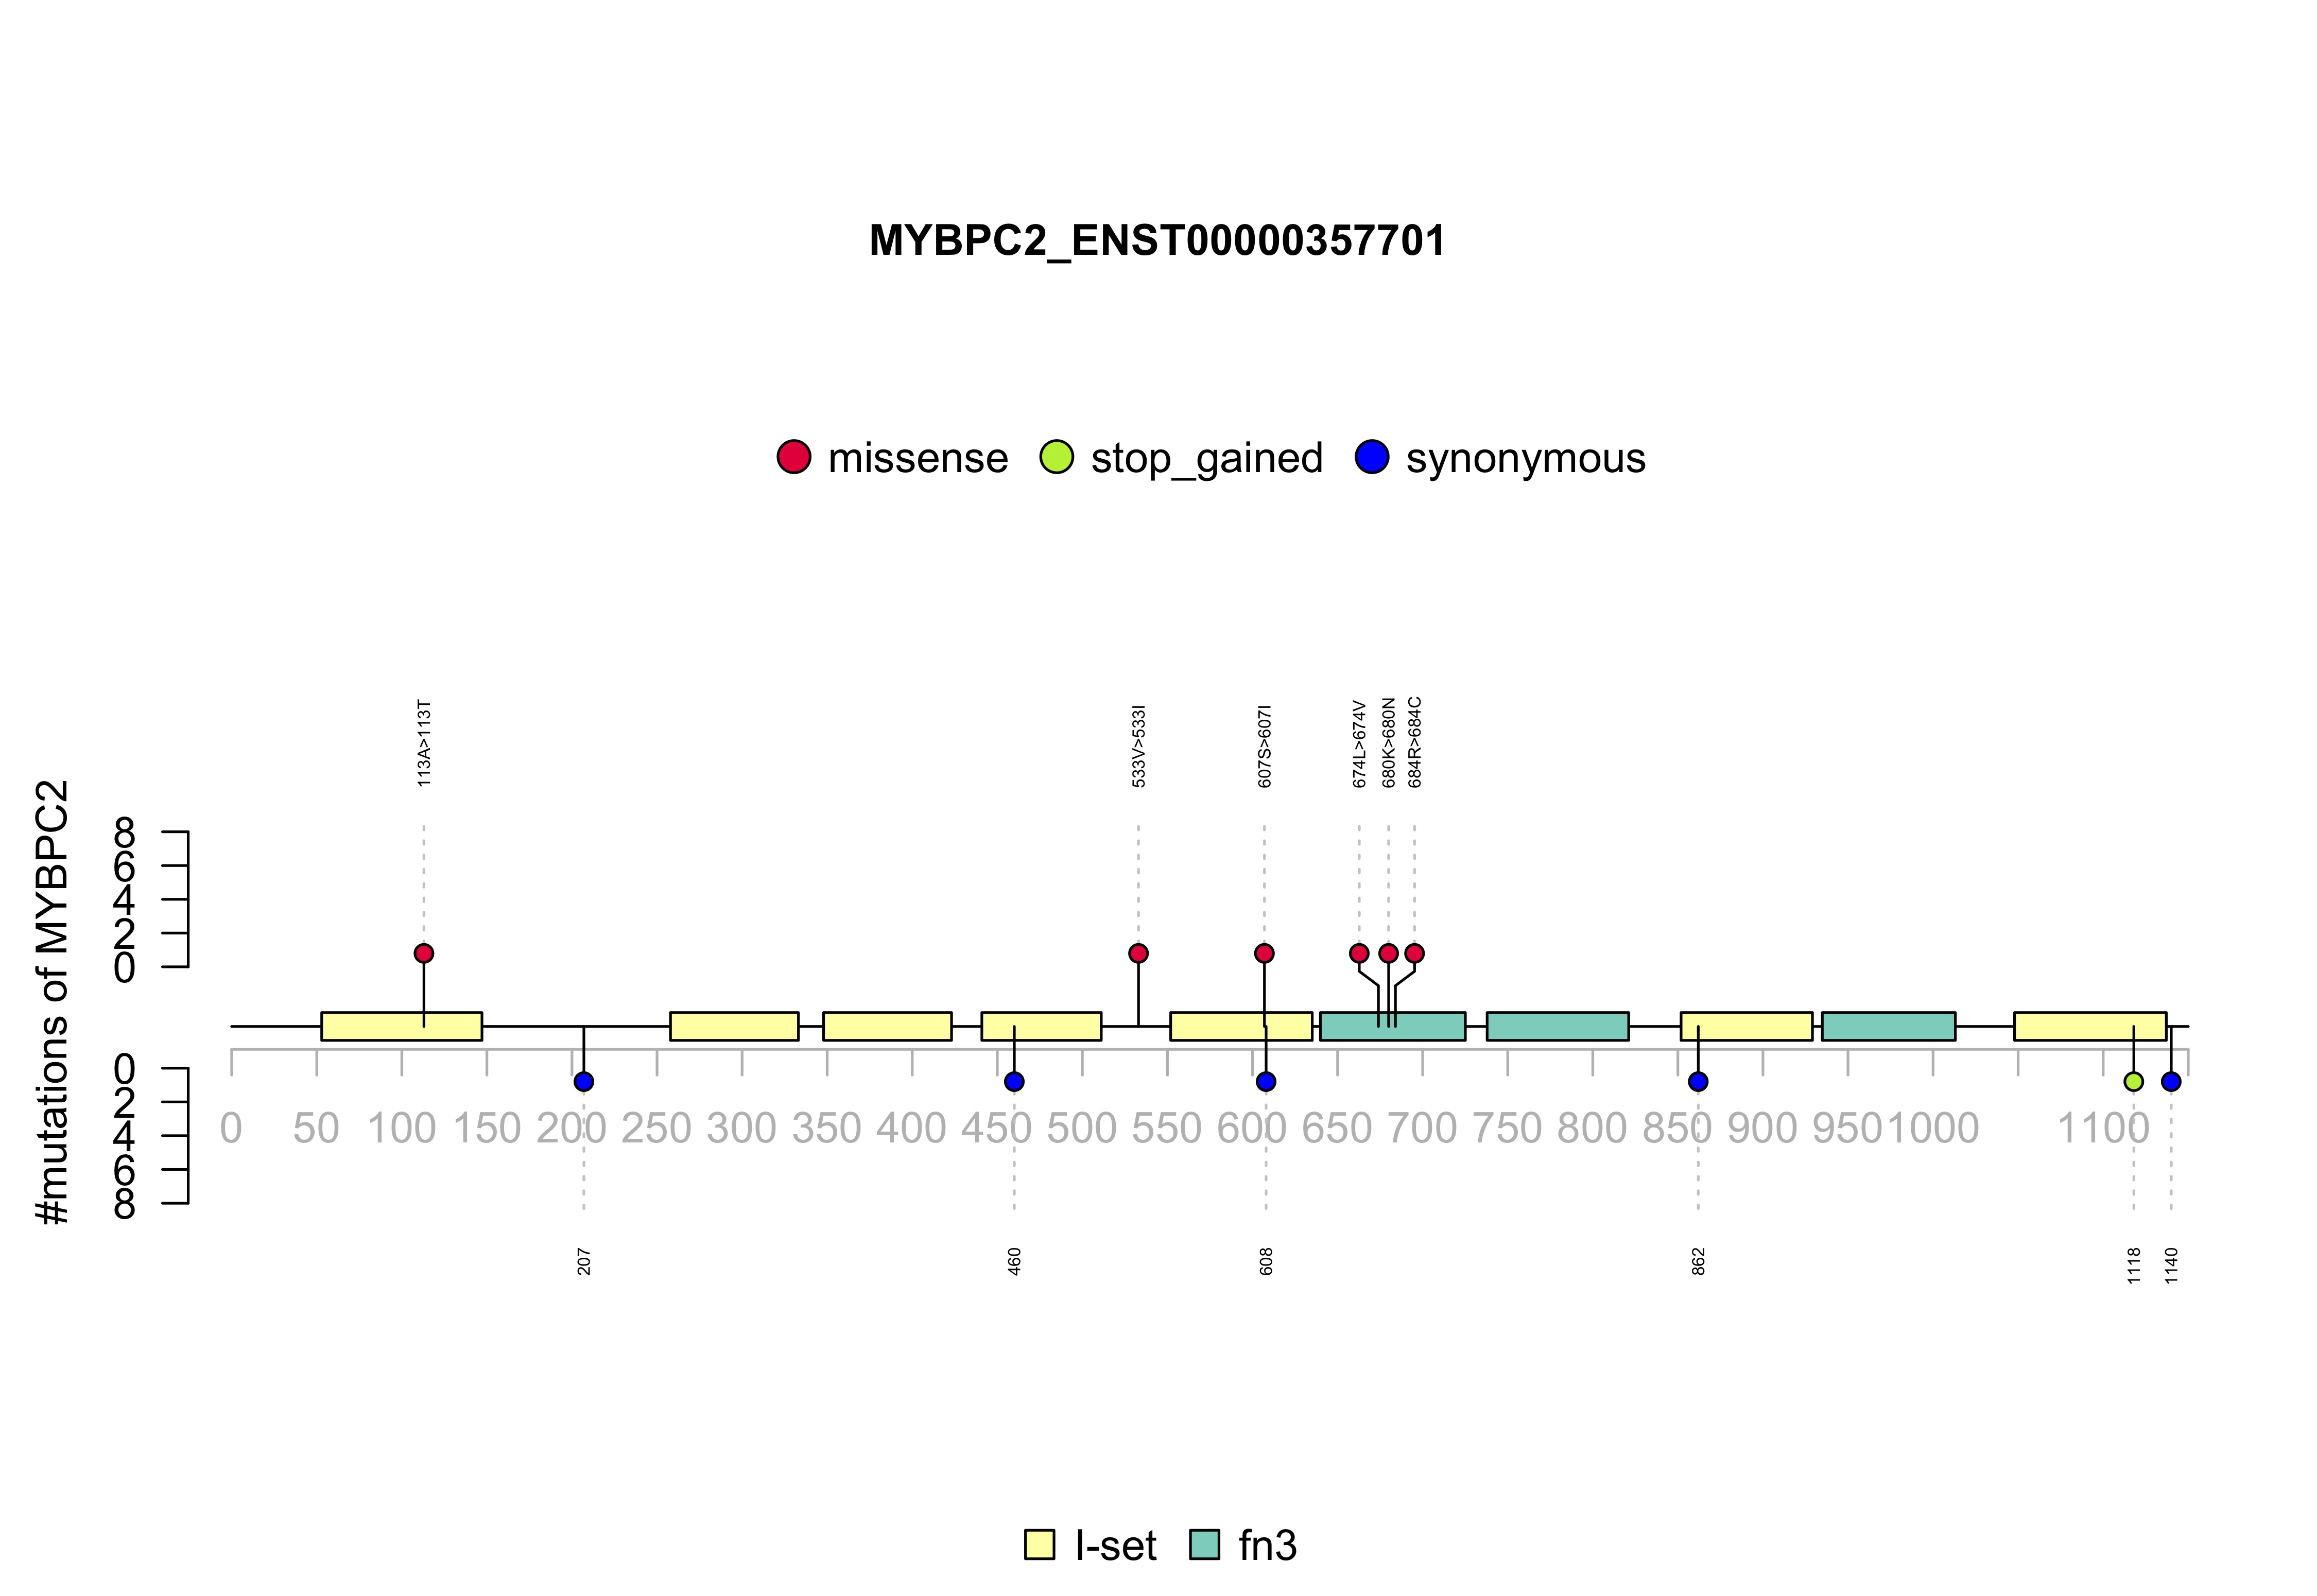 MYBPC2_ENST00000357701
missense stop_gained synonymous
113A>113T 533V>533I 607S>607I 674L>674V 680K>680N 684R>684C
#mutations of MYBPC2
8
6
4
2
0
0
2
4
6
8
0 50 100 150 200 250 300 350 400 450 500 550 600 650 700 750 800 850 900 950 1000 1100
207 460 608 862 1118 1140
I-set fn3